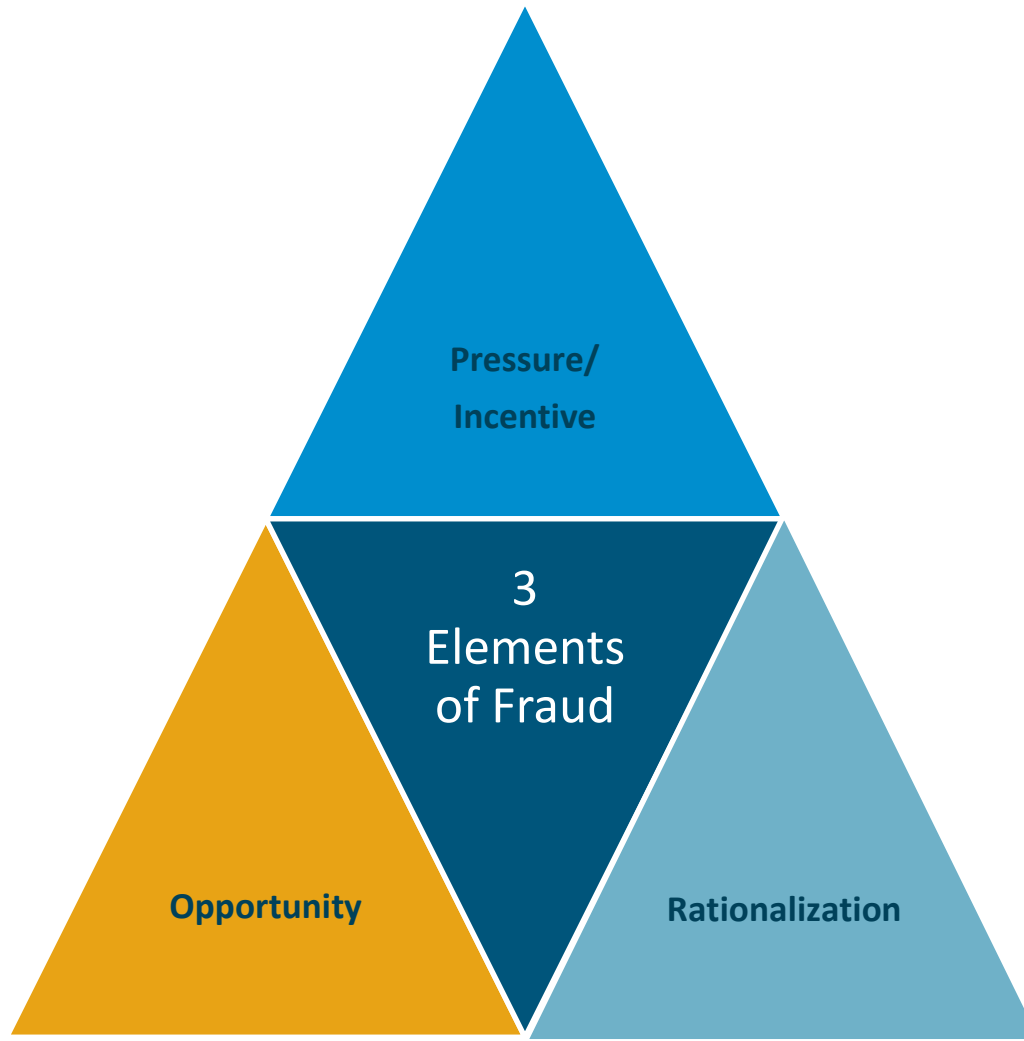 Pressure/
Incentive
3
Elements
of Fraud
Opportunity
Rationalization